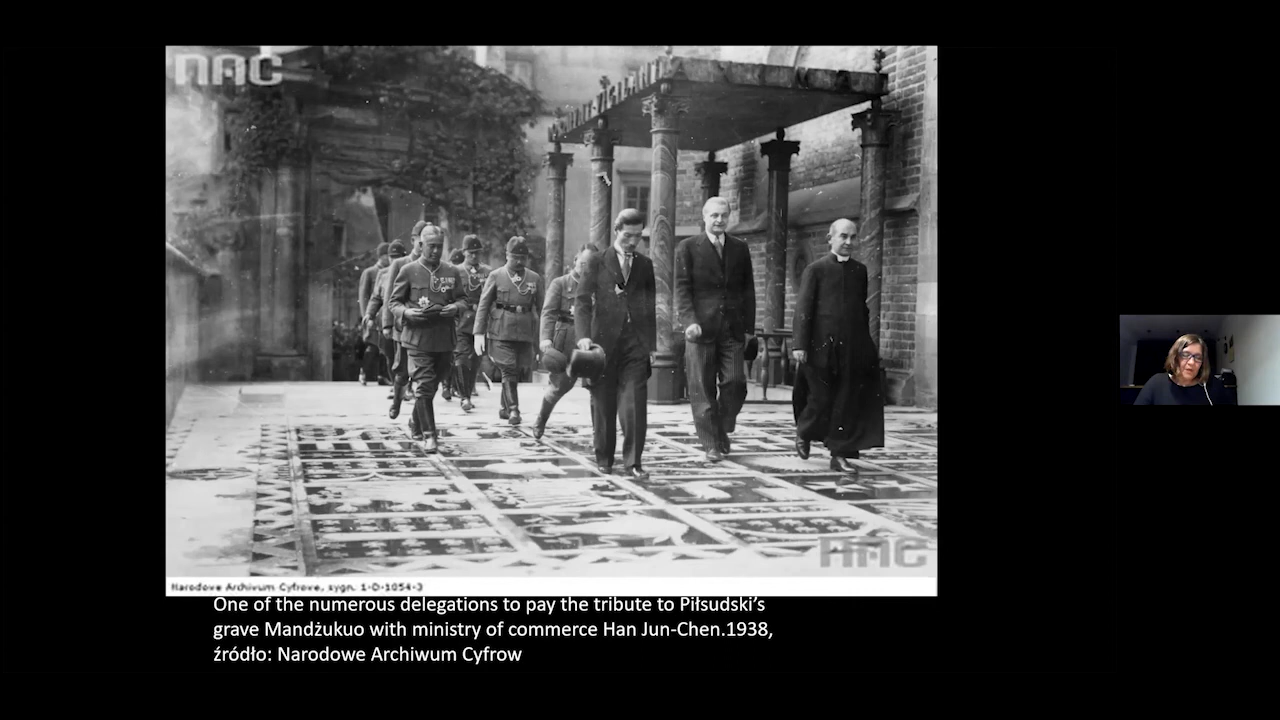 NAC
NAC
Narodowe Archiwum Cyfrowe, sygn. 1-D-1054-3
One of the numerous delegations to pay the tribute to Piłsudski’s
grave Mandżukuo with ministry of commerce Han Jun-Chen.1938,
źródło: Narodowe Archiwum Cyfrow